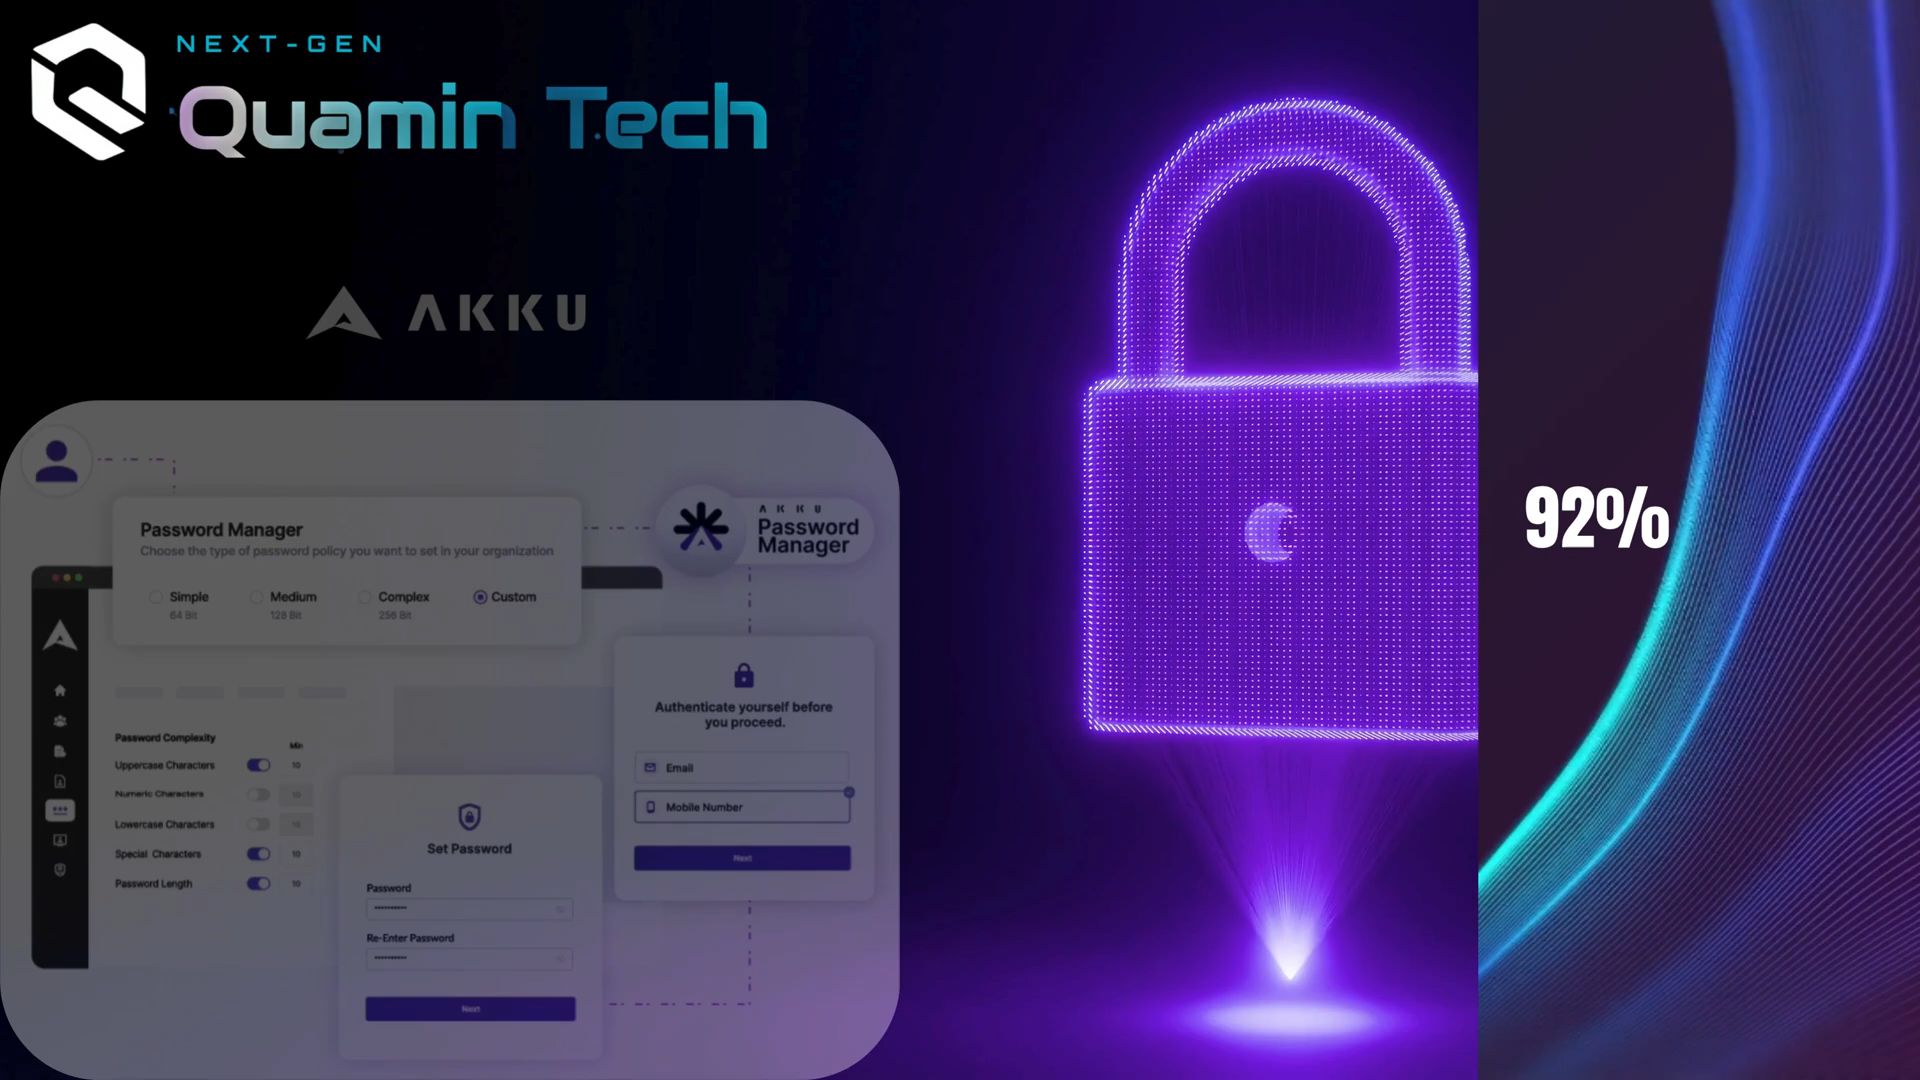 NEXT-GEN
Quamin Tech
AKKU
Password Manager
Choose the type of password policy you want to set in your organization
Simple
64 Bit
Medium
128 Bit
Complex
256 Bit
Custom
AKKU
Password
Manager
Password Complexity
Min
Uppercase Characters
10
Numeric Characters
10
Lowercase Characters
10
Special Characters
10
Password Length
10
Set Password
Password
Re-Enter Password
Next
Authenticate yourself before
you proceed.
Email
Mobile Number
Next
92%